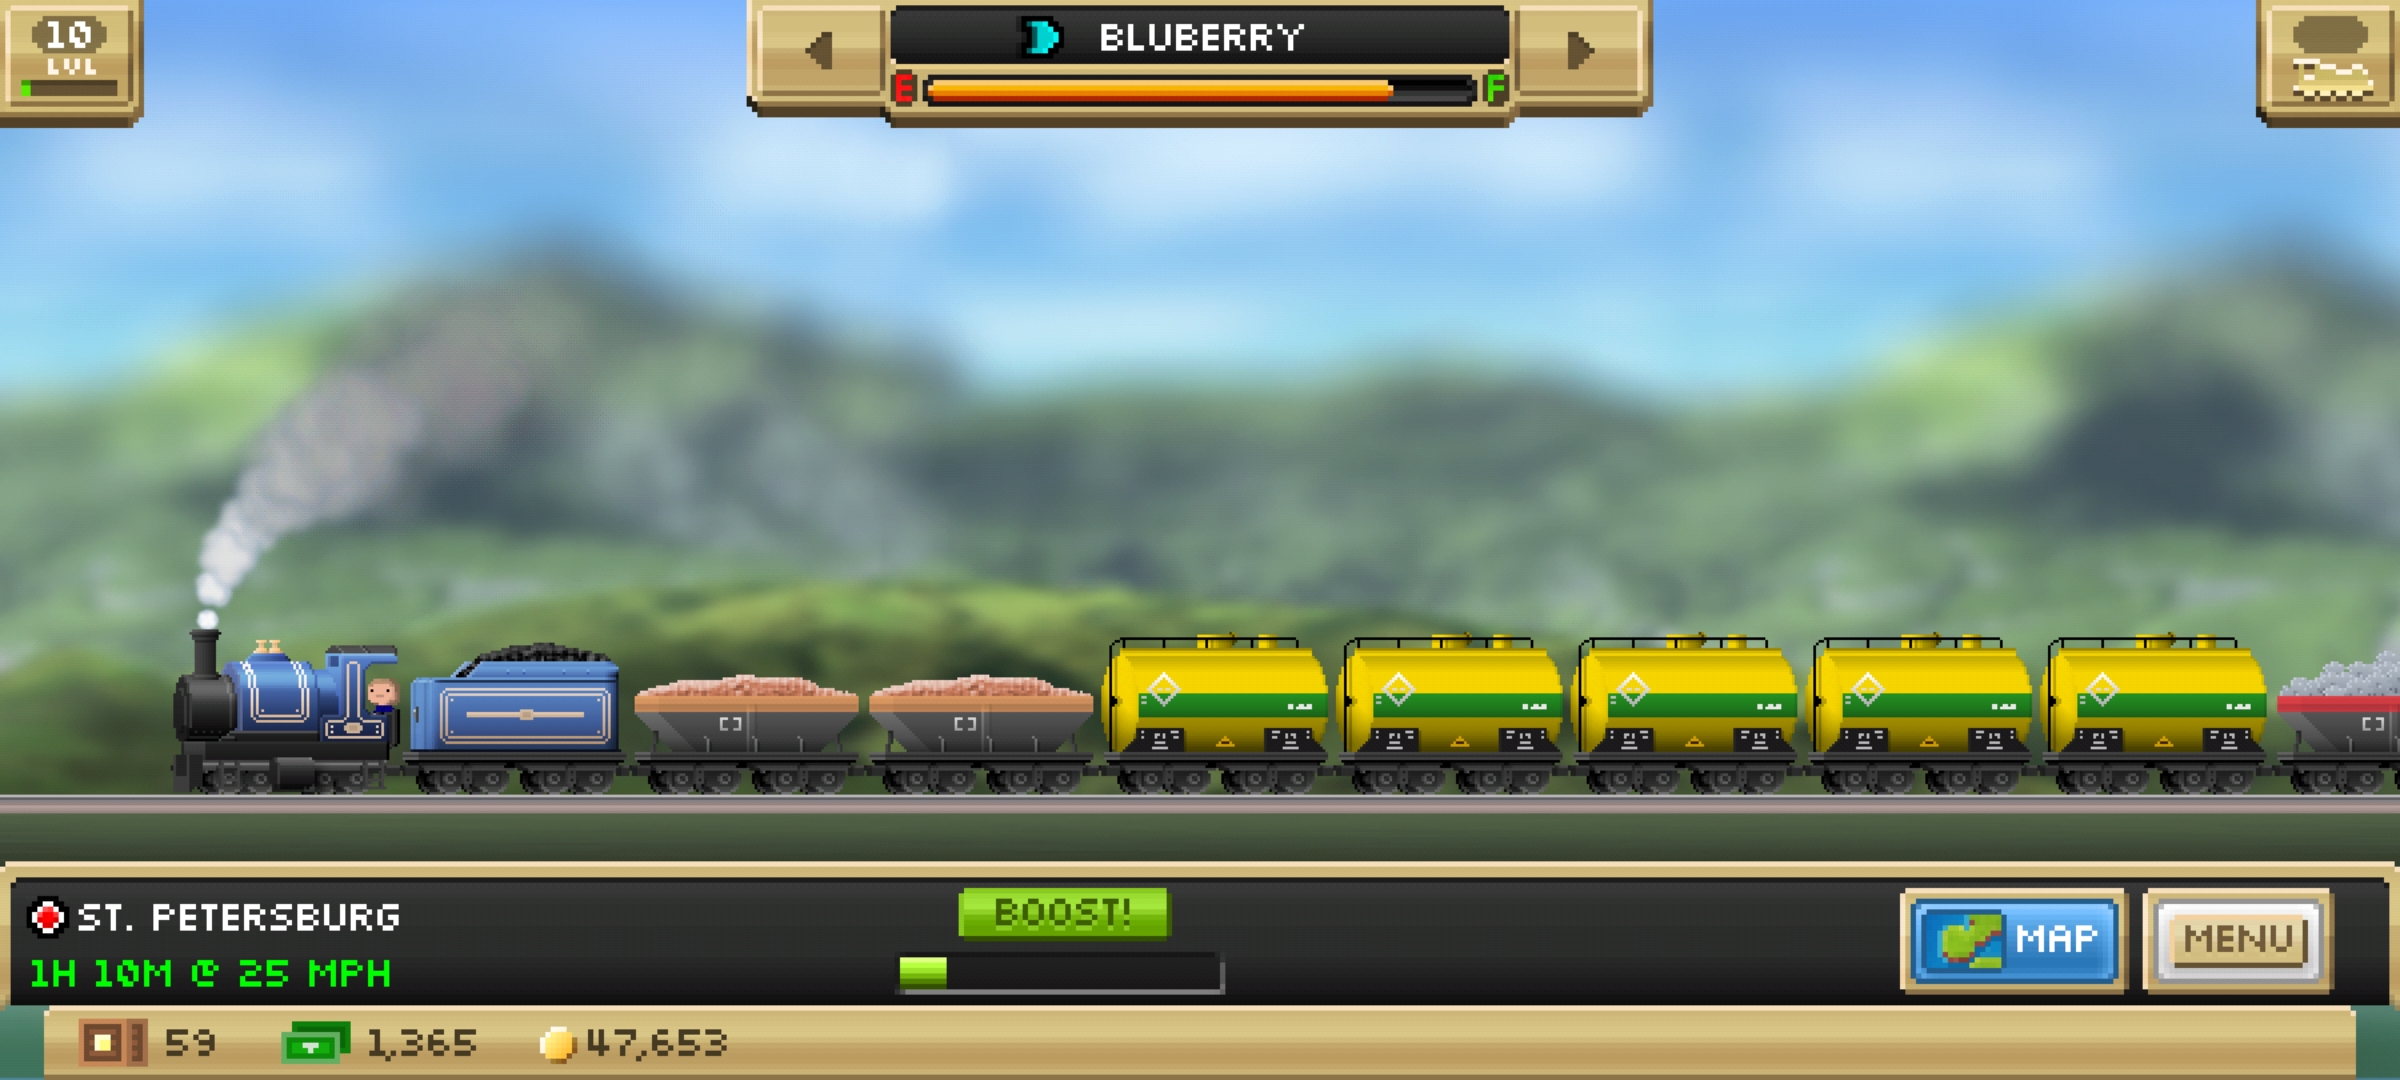 10
LVL
BLUBERRY
E F
ST. PETERSBURG
1H 10M @ 25 MPH
BOOST!
MAP
MENU
59
1,365
47,653